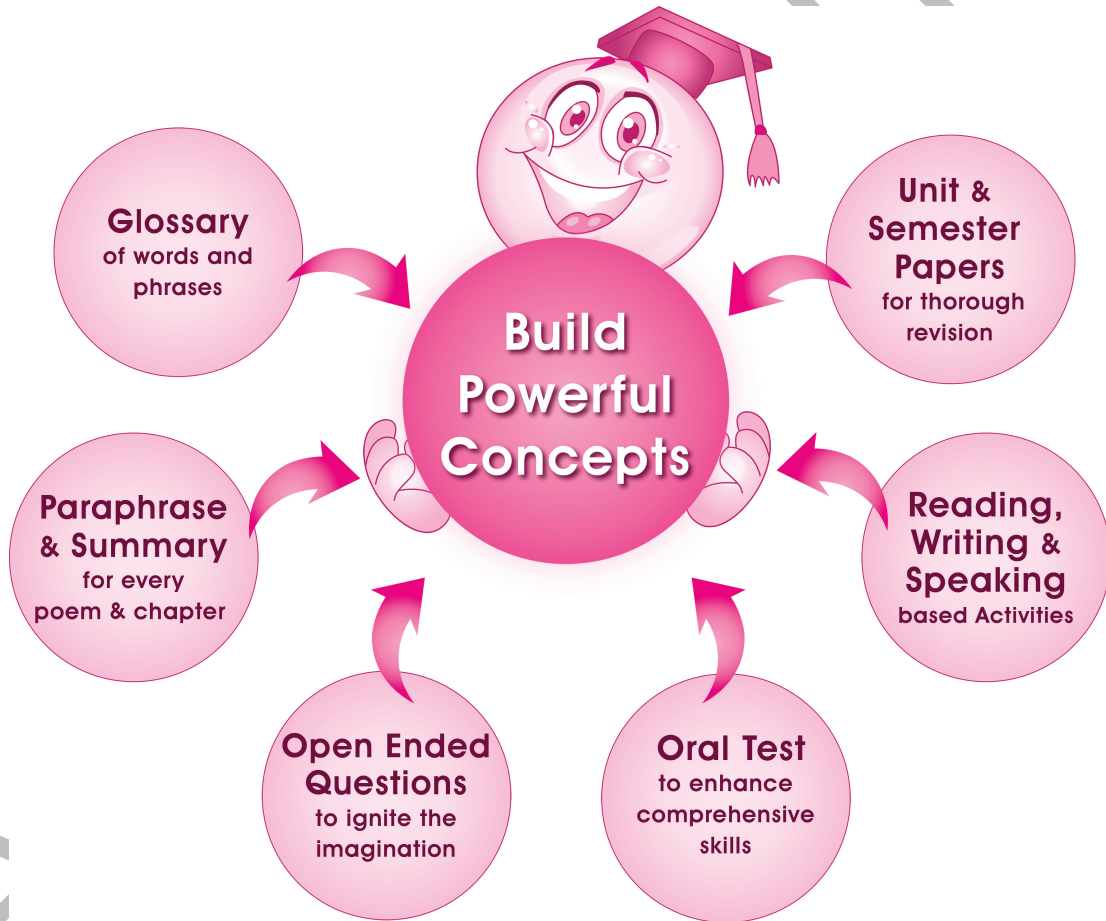 Build
Powerful
Concepts
Glossary
of words and
phrases
Paraphrase
& Summary
for every
poem & chapter
Open Ended
Questions
to ignite the
imagination
Oral Test
to enhance
comprehensive
skills
Reading,
Writing &
Speaking
based Activities
Unit &
Semester
Papers
for thorough
revision